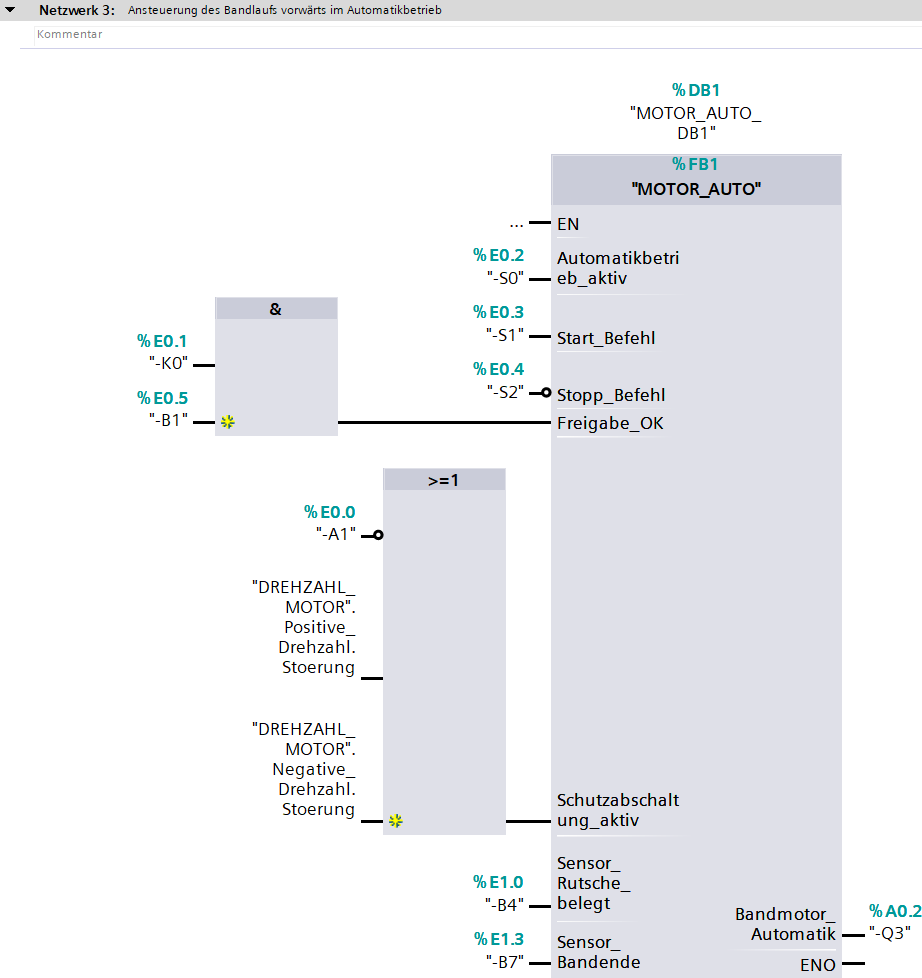 Netzwerk 3: Ansteuerung des Bandlaufs vorwärts im Automatikbetrieb
Kommentar
%DB1
"MOTOR_AUTO_
DB1"
%FB1
"MOTOR_AUTO"
... EN
%E0.2
"-S0"
Automatikbetri
eb_aktiv
%E0.3
"-S1"
Start_Befehl
%E0.4
"-S2"
Stopp_Befehl
&
%E0.1
"-K0"
%E0.5
"-B1"
Freigabe_OK
>=1
%E0.0
"-A1"
"DREHZAHL_
MOTOR".
Positive_
Drehzahl.
Stoerung
"DREHZAHL_
MOTOR".
Negative_
Drehzahl.
Stoerung
Schutzabschalt
ung_aktiv
%E1.0
"-B4"
Sensor_
Rutsche_
belegt
%E1.3
"-B7"
Sensor_
Bandende
Bandmotor_
Automatik
%A0.2
"-Q3"
ENO